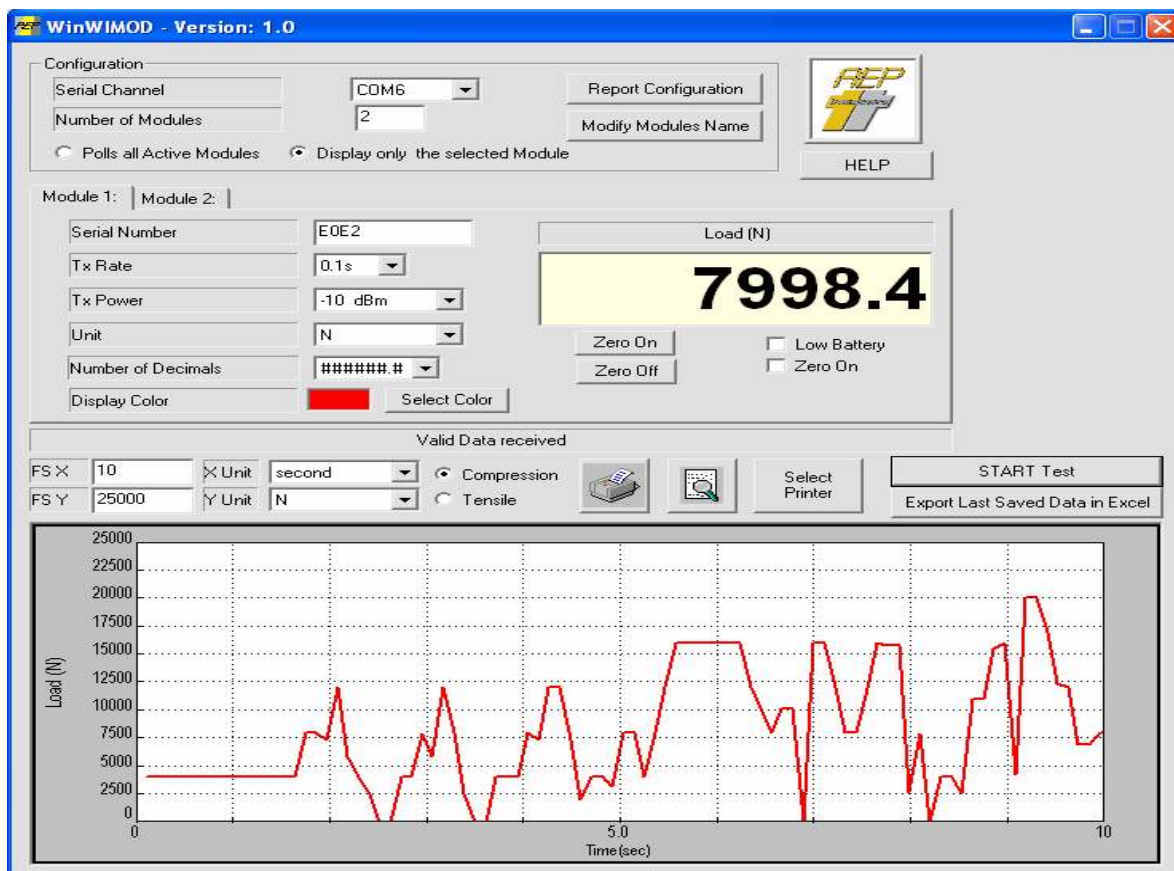 AEP WinWIMOD - Version: 1.0
Configuration
Serial Channel COM6 Report Configuration
Number of Modules 2 Modify Modules Name
Polls all Active Modules Display only the selected Module
AEP
HELP
Module 1: Module 2:
Serial Number E0E2 Load (N)
Tx Rate 0.1s 7998.4
Tx Power -10 dBm
Unit N Zero On Low Battery
Number of Decimals ######.# Zero Off Zero On
Display Color Select Color
Valid Data received
FS X 10 X Unit second Compression Select Printer START Test
FS Y 25000 Y Unit N Tensile Export Last Saved Data in Excel
25000
22500
20000
17500
15000
12500
10000
7500
5000
2500
0
Load (N)
0 5.0 10
Time(sec)